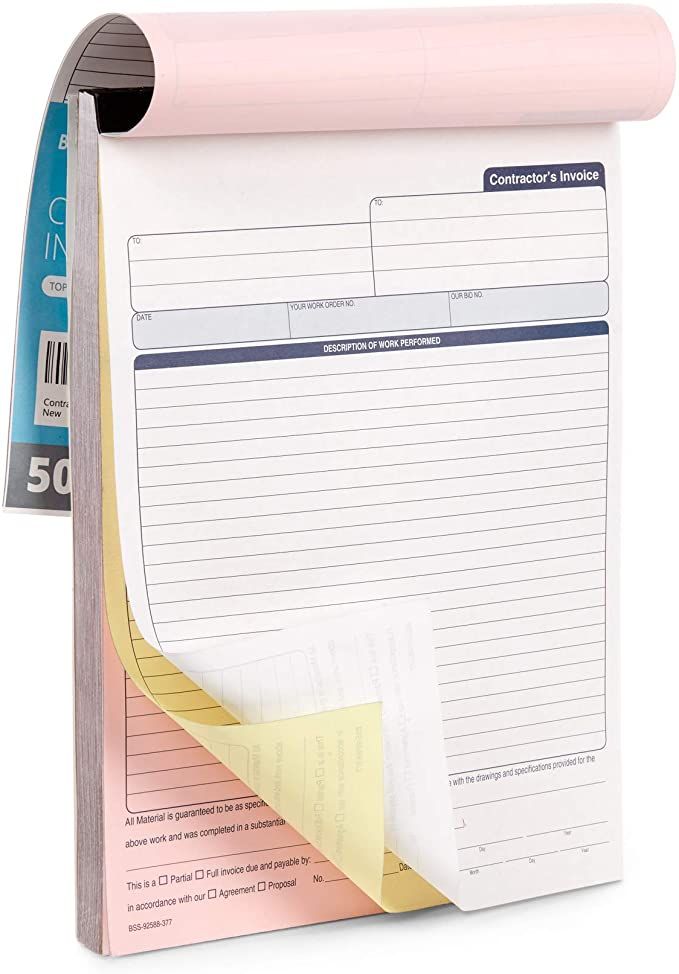 Contractor's Invoice
TO:
TO:
DATE
YOUR WORK ORDER NO.
OUR BID NO.
DESCRIPTION OF WORK PERFORMED
TOP
Contra
New
50
with the drawings and specifications provided for the
All Material is guaranteed to be as specif
above work and was completed in a substantial
Day Year
This is a ☐ Partial ☐ Full invoice due and payable by:
Month Day Year
in accordance with our ☐ Agreement ☐ Proposal No. Date
BSS-92588-377